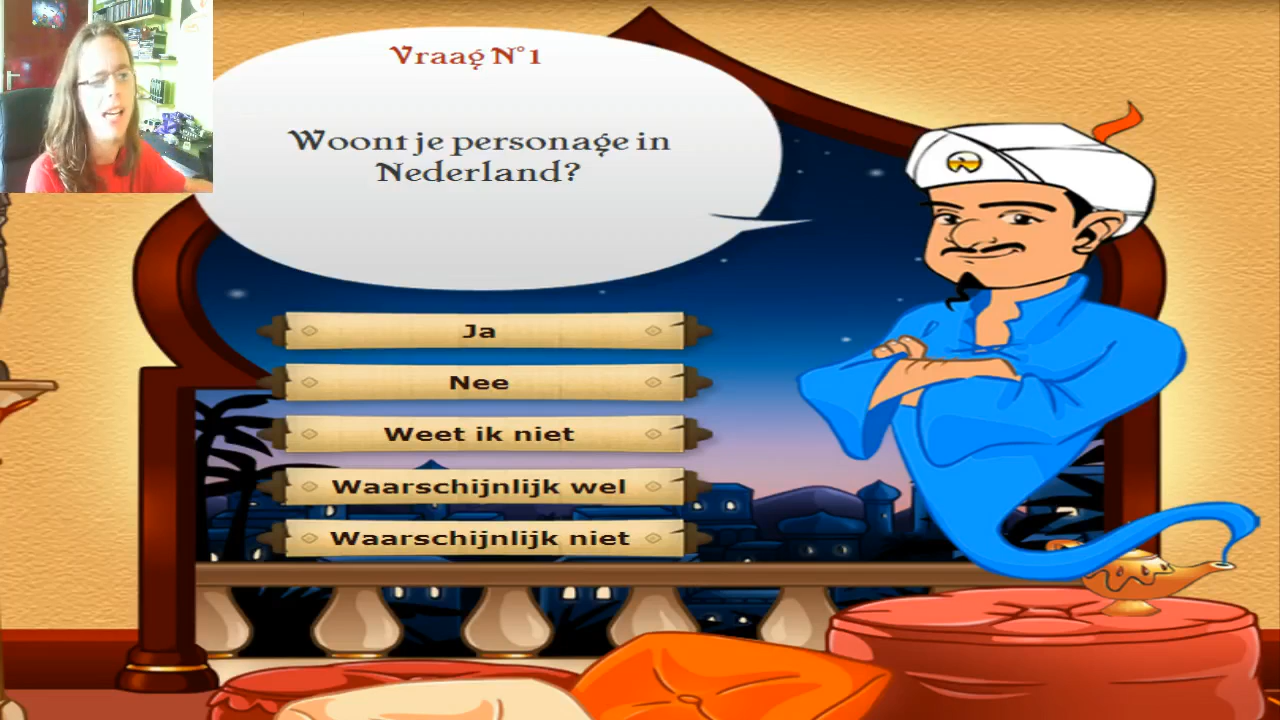 Vraag N°1
Woont je personage in
Nederland?
Ja
Nee
Weet ik niet
Waarschijnlijk wel
Waarschijnlijk niet